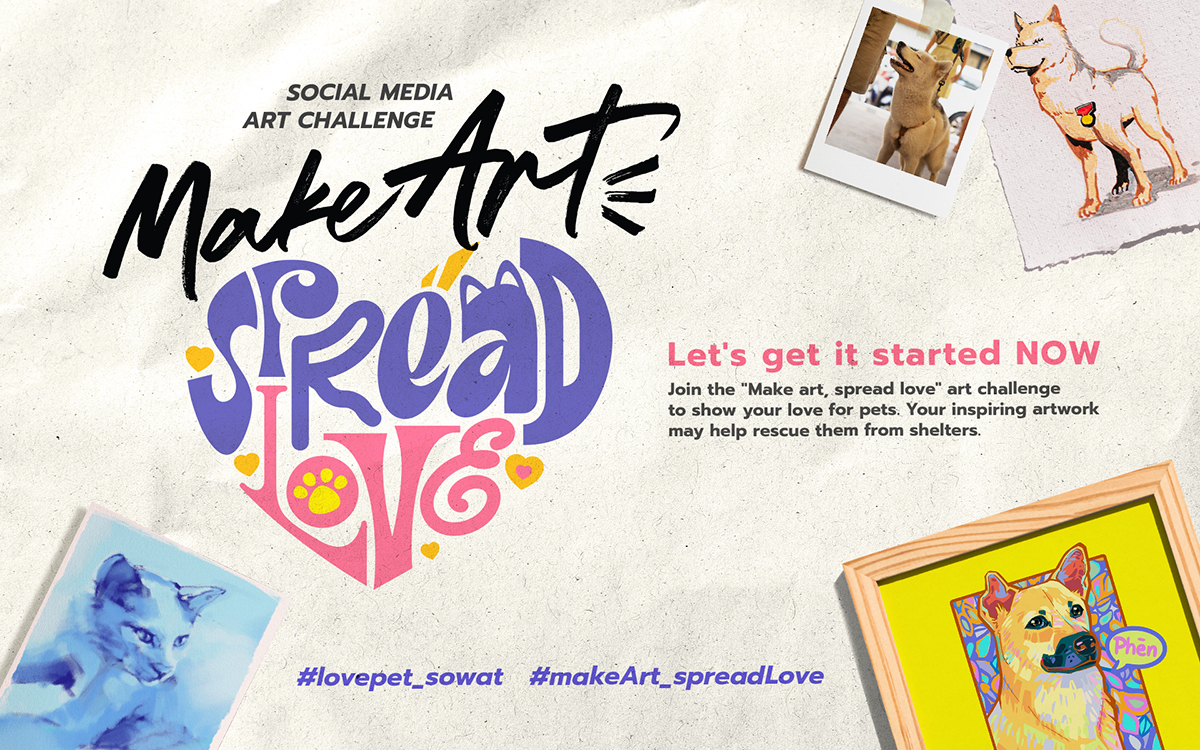 SOCIAL MEDIA
ART CHALLENGE
Make Art
SPReaD
LOVE
Let's get it started NOW
Join the "Make art, spread love" art challenge
to show your love for pets. Your inspiring artwork
may help rescue them from shelters.
Phèn
#lovepet_sowat #makeArt_spreadLove